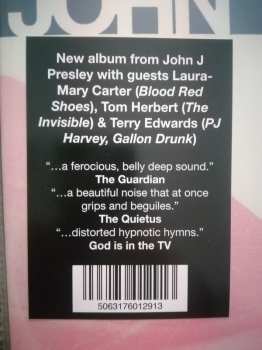 JOHN
New album from John J
Presley with guests Laura-
Mary Carter (Blood Red
Shoes), Tom Herbert (The
Invisible) & Terry Edwards (PJ
Harvey, Gallon Drunk)
“...a ferocious, belly deep sound.”
The Guardian
“...a beautiful noise that at once
grips and beguiles.”
The Quietus
“...distorted hypnotic hymns.”
God is in the TV
5063176012913